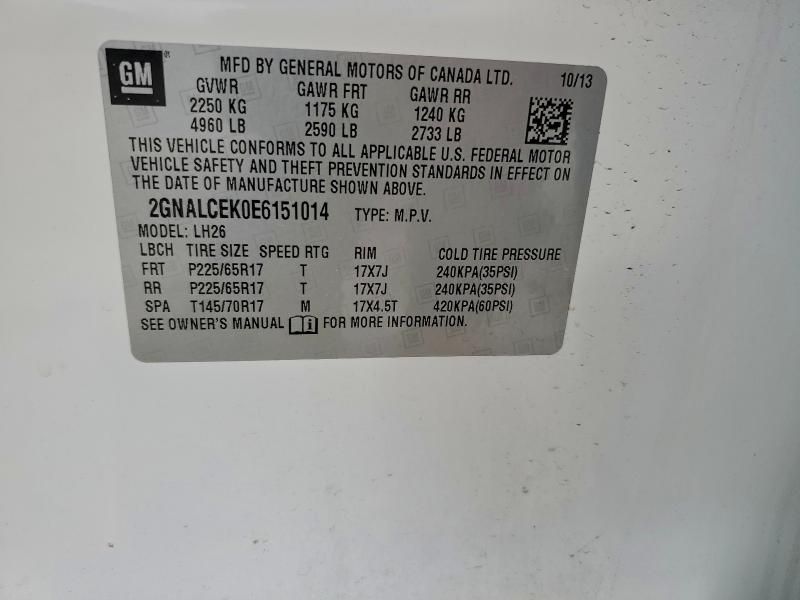 GM MFD BY GENERAL MOTORS OF CANADA LTD. 10/13
GVWR GAWR FRT GAWR RR
2250 KG 1175 KG 1240 KG
4960 LB 2590 LB 2733 LB
THIS VEHICLE CONFORMS TO ALL APPLICABLE U.S. FEDERAL MOTOR
VEHICLE SAFETY AND THEFT PREVENTION STANDARDS IN EFFECT ON
THE DATE OF MANUFACTURE SHOWN ABOVE.
2GNALCEK0E6151014 TYPE: M.P.V.
MODEL: LH26
LBCH TIRE SIZE SPEED RTG RIM COLD TIRE PRESSURE
FRT P225/65R17 T 17X7J 240KPA(35PSI)
RR P225/65R17 T 17X7J 240KPA(35PSI)
SPA T145/70R17 M 17X4.5T 420KPA(60PSI)
SEE OWNER'S MANUAL FOR MORE INFORMATION.